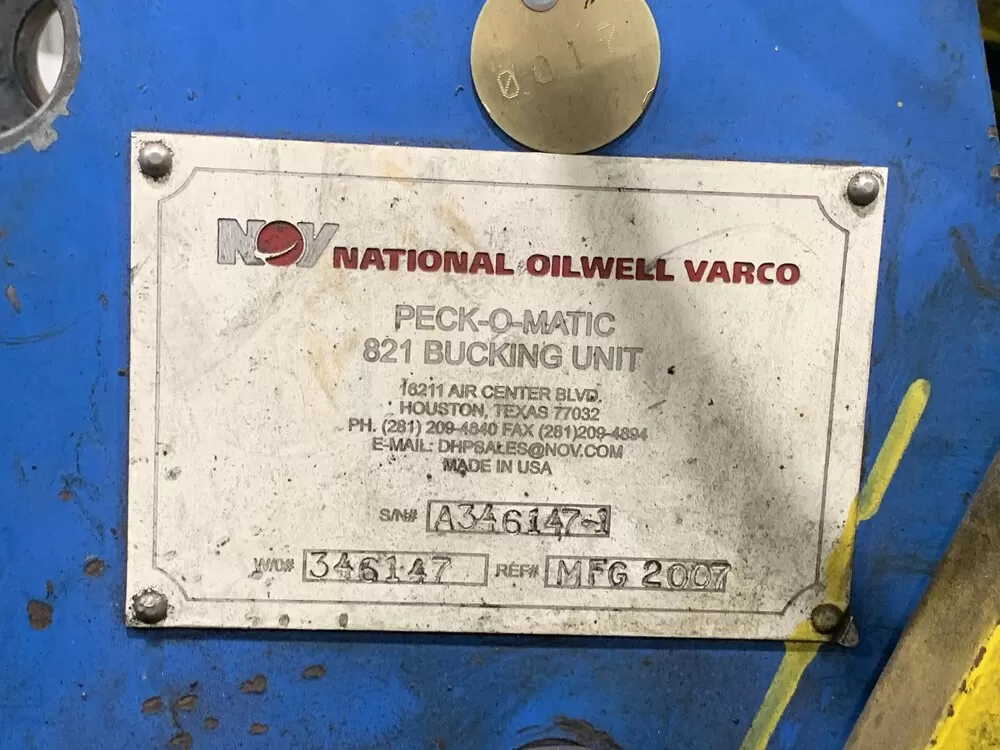 001
NOV NATIONAL OILWELL VARCO
PECK-O-MATIC
821 BUCKING UNIT
16211 AIR CENTER BLVD.
HOUSTON, TEXAS 77032
PH. (281) 209-4840 FAX (281)209-4894
E-MAIL: DHPSALES@NOV.COM
MADE IN USA
S/N# A346147-1
W/O# 346147 REF# MFG 2007